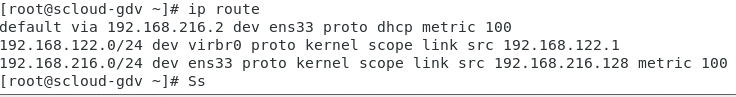 [root@scloud-gdv ~]# ip route
default via 192.168.216.2 dev ens33 proto dhcp metric 100
192.168.122.0/24 dev virbr0 proto kernel scope link src 192.168.122.1
192.168.216.0/24 dev ens33 proto kernel scope link src 192.168.216.128 metric 100
[root@scloud-gdv ~]# Ss